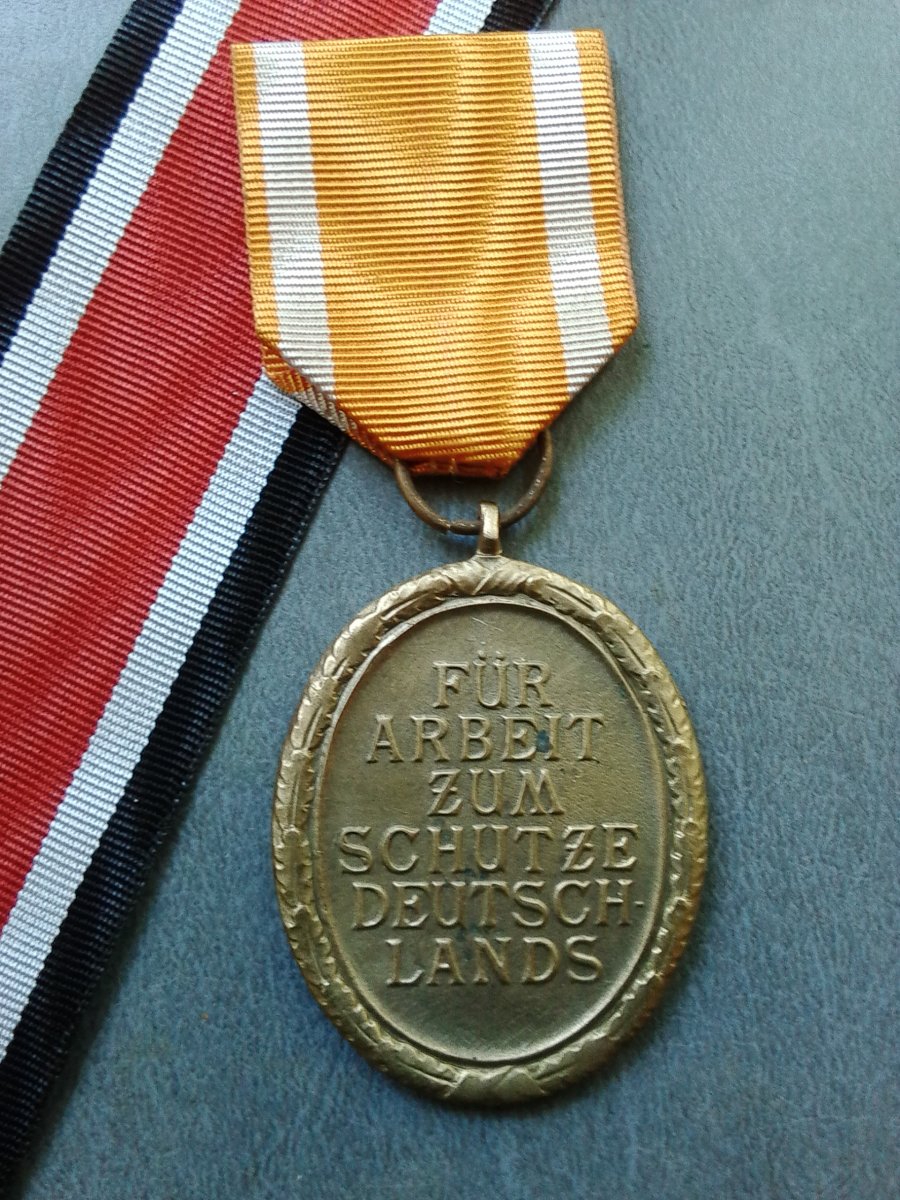 FÜR
ARBEIT
ZUM
SCHUTZE
DEUTSCH-
LANDS